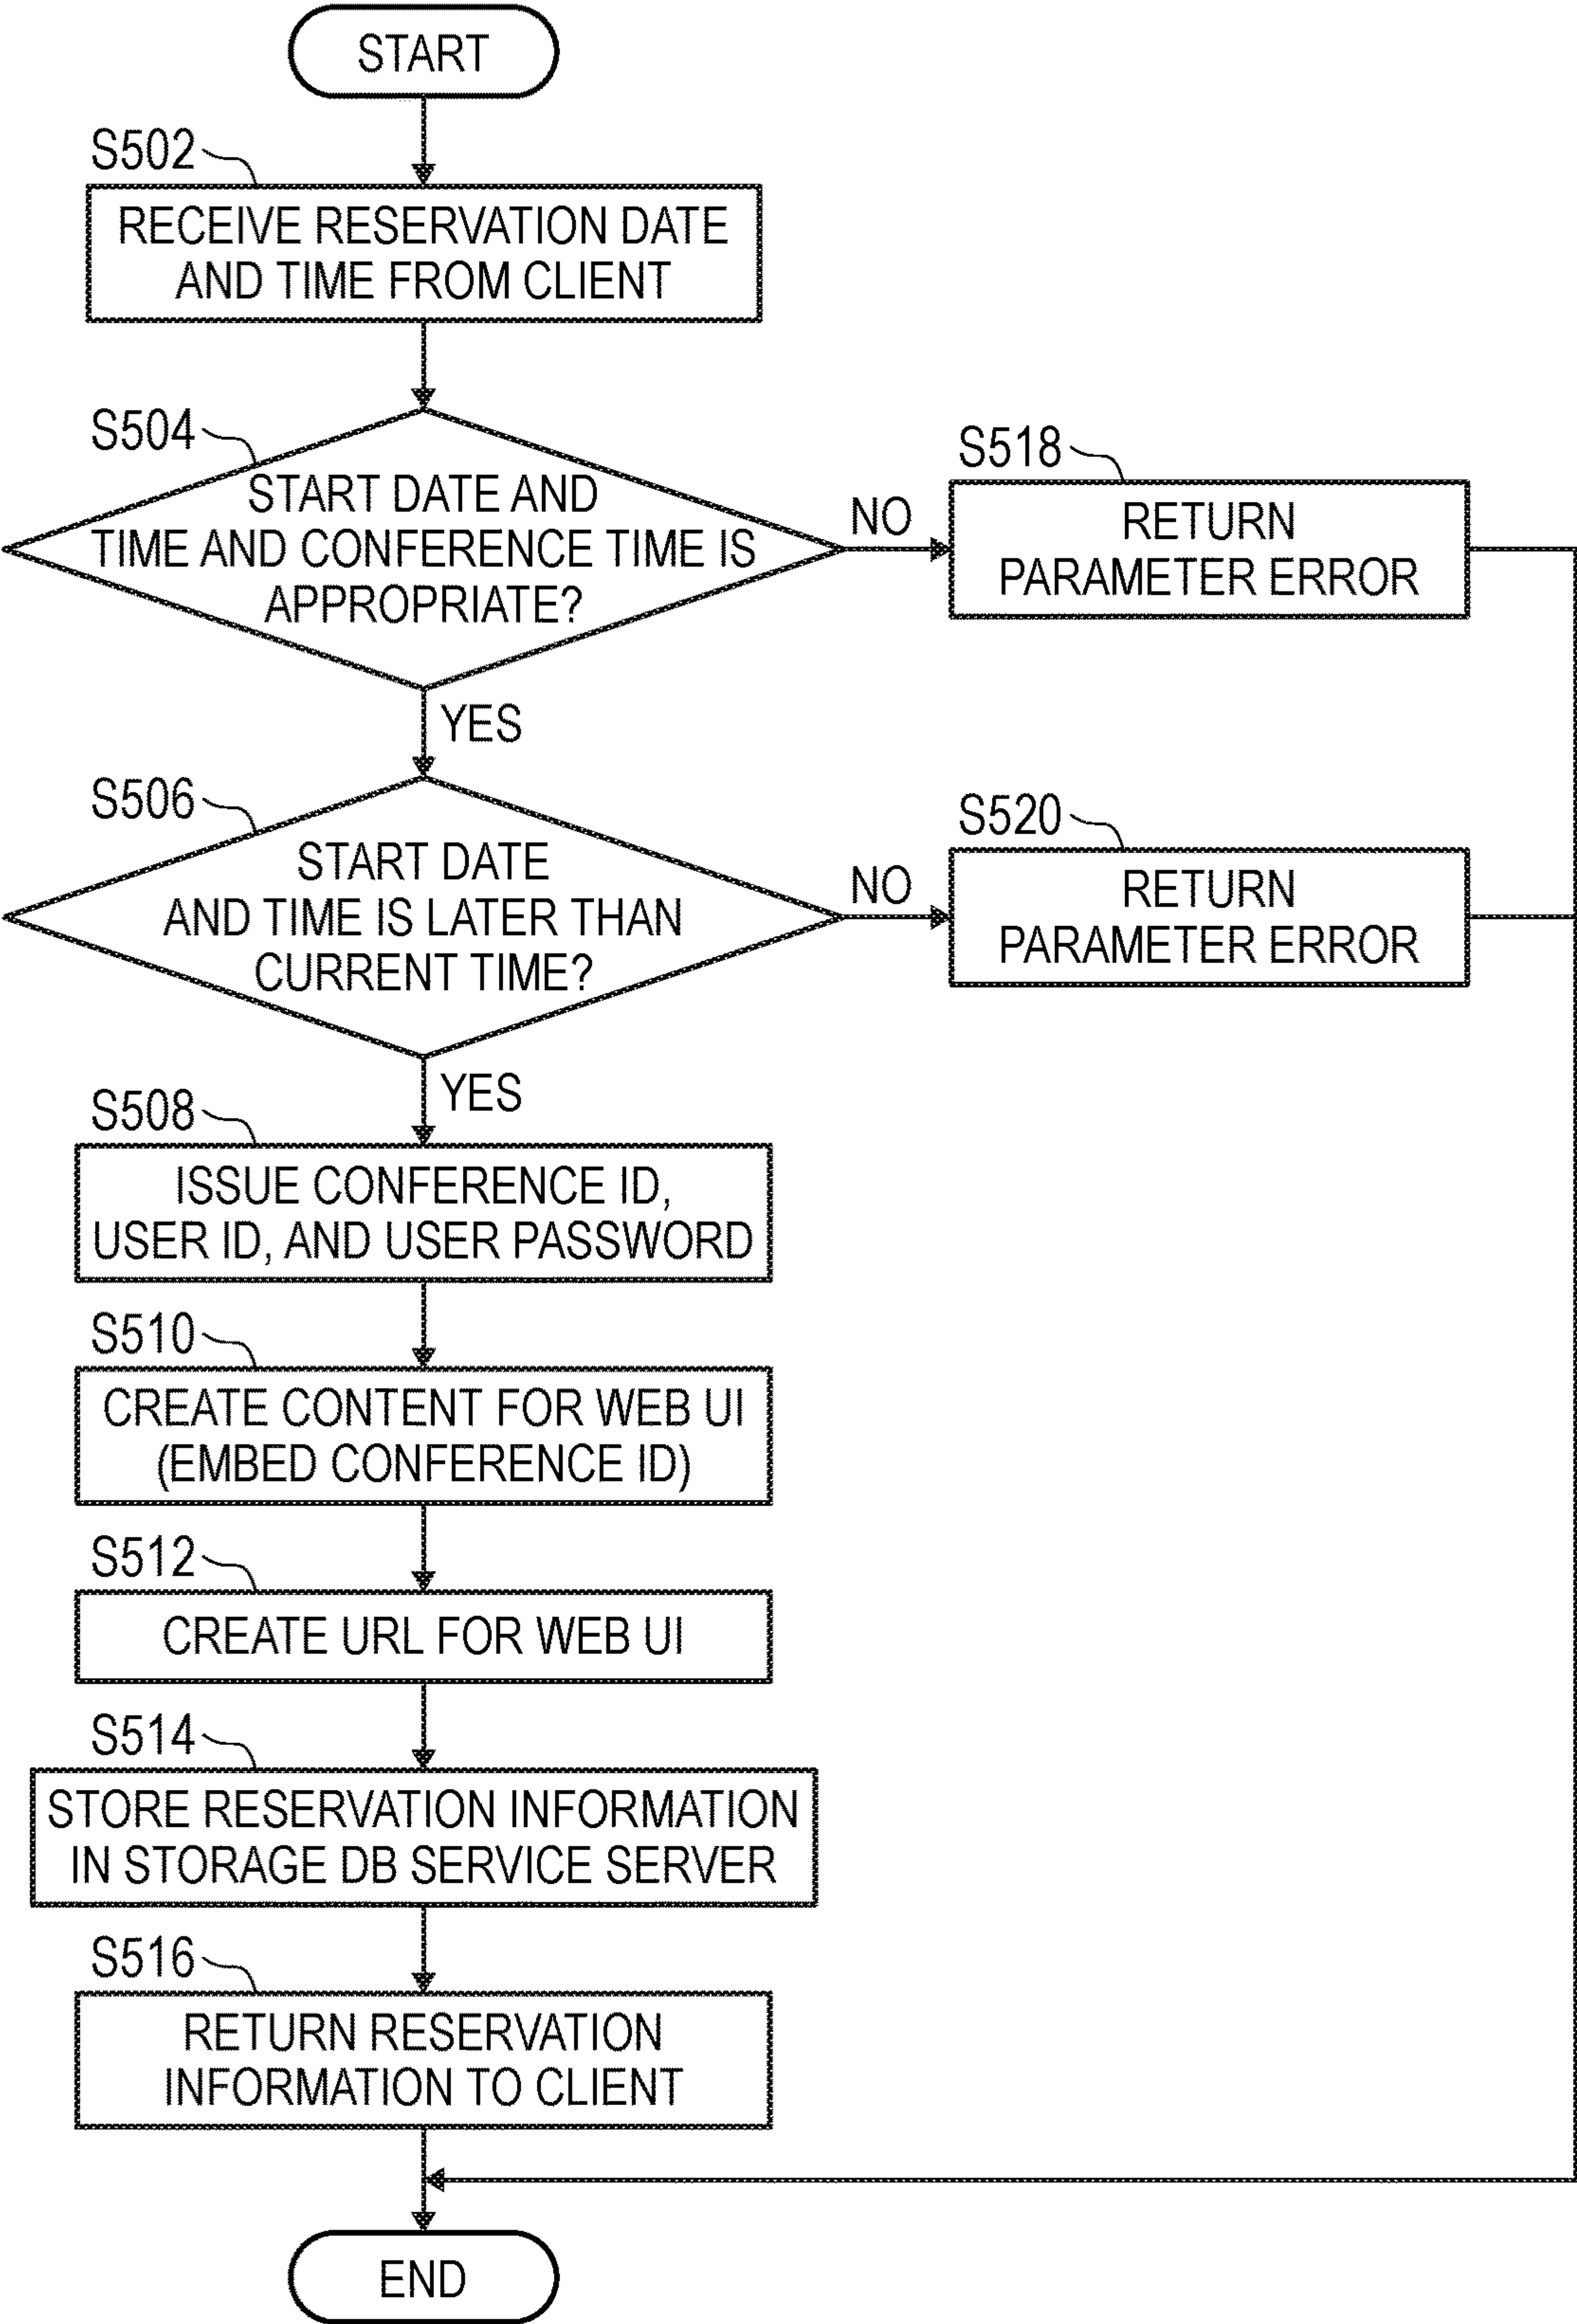 START
S502
RECEIVE RESERVATION DATE
AND TIME FROM CLIENT
S504
START DATE AND
TIME AND CONFERENCE TIME IS
APPROPRIATE?
NO
S518
RETURN
PARAMETER ERROR
YES
S506
START DATE
AND TIME IS LATER THAN
CURRENT TIME?
NO
S520
RETURN
PARAMETER ERROR
YES
S508
ISSUE CONFERENCE ID,
USER ID, AND USER PASSWORD
S510
CREATE CONTENT FOR WEB UI
(EMBED CONFERENCE ID)
S512
CREATE URL FOR WEB UI
S514
STORE RESERVATION INFORMATION
IN STORAGE DB SERVICE SERVER
S516
RETURN RESERVATION
INFORMATION TO CLIENT
END